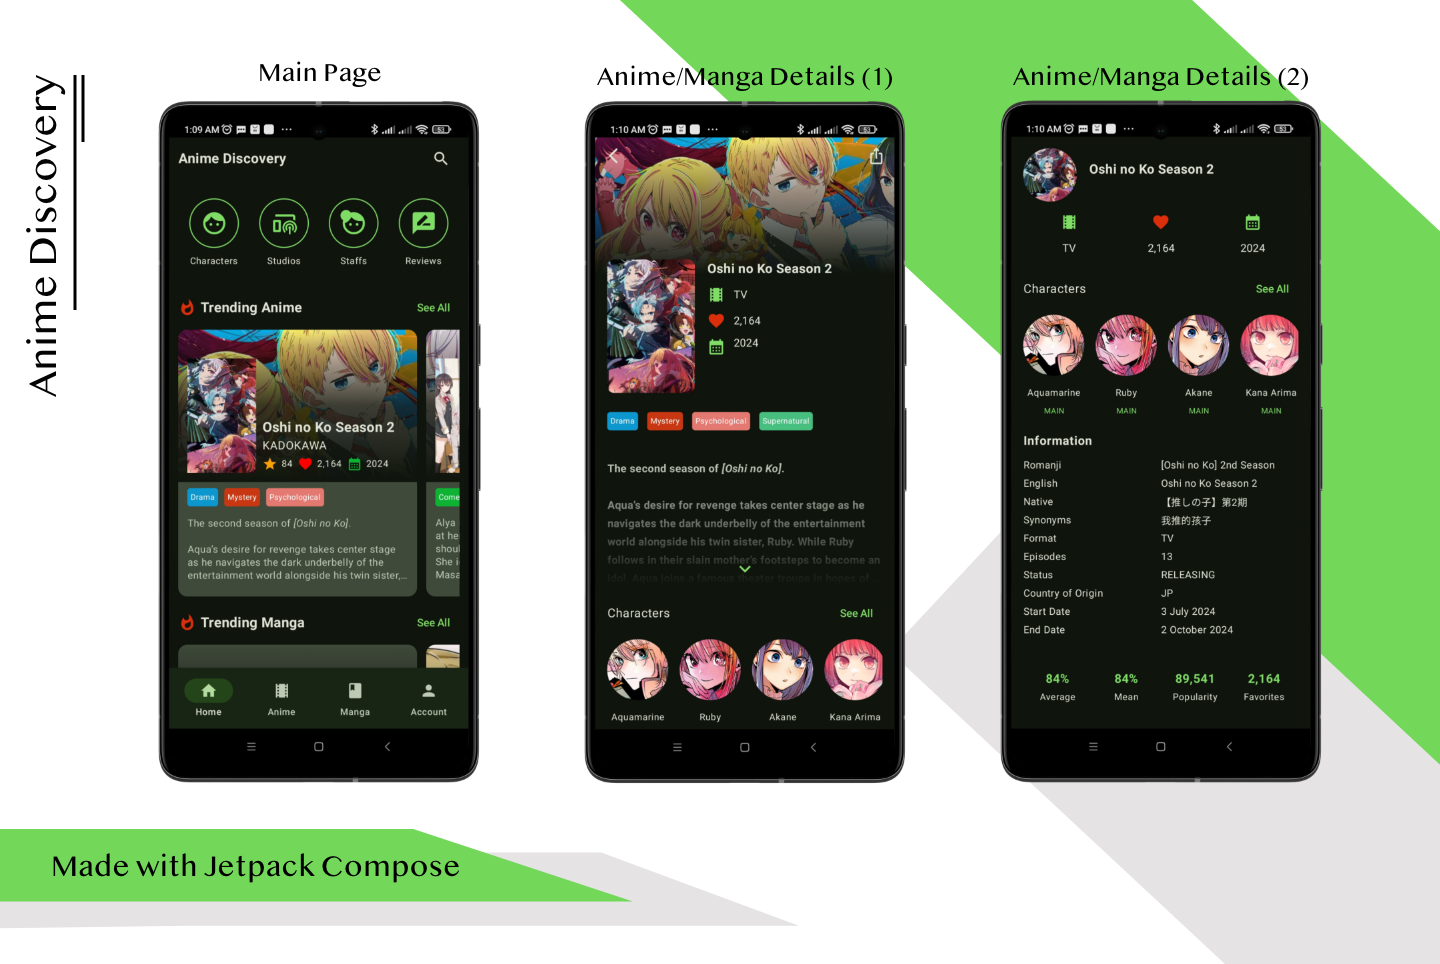 Anime Discovery
Main Page
1:09 AM
53
Anime Discovery
Characters
Studios
Staffs
Reviews
Trending Anime
See All
Oshi no Ko Season 2
KADOKAWA
84
2,164
2024
Drama
Mystery
Psychological
The second season of [Oshi no Ko].
Aqua's desire for revenge takes center stage
as he navigates the dark underbelly of the
entertainment world alongside his twin sister,...
Come
Alya
at he
shoul
She i
Masa
Trending Manga
See All
Home
Anime
Manga
Account
Anime/Manga Details (1)
1:10 AM
53
Oshi no Ko Season 2
TV
2,164
2024
Drama
Mystery
Psychological
Supernatural
The second season of [Oshi no Ko].
Aqua's desire for revenge takes center stage as he
navigates the dark underbelly of the entertainment
world alongside his twin sister, Ruby. While Ruby
follows in their slain mother's footsteps to become an
idol, Aqua joins a famous theater troupe in hopes of ...
Characters
See All
Aquamarine
Ruby
Akane
Kana Arima
Anime/Manga Details (2)
1:10 AM
53
Oshi no Ko Season 2
TV
2,164
2024
Characters
See All
Aquamarine
MAIN
Ruby
MAIN
Akane
MAIN
Kana Arima
MAIN
Information
Romanji [Oshi no Ko] 2nd Season
English Oshi no Ko Season 2
Native 【推しの子】第2期
Synonyms 我推的孩子
Format TV
Episodes 13
Status RELEASING
Country of Origin JP
Start Date 3 July 2024
End Date 2 October 2024
84%
Average
84%
Mean
89,541
Popularity
2,164
Favorites
Made with Jetpack Compose